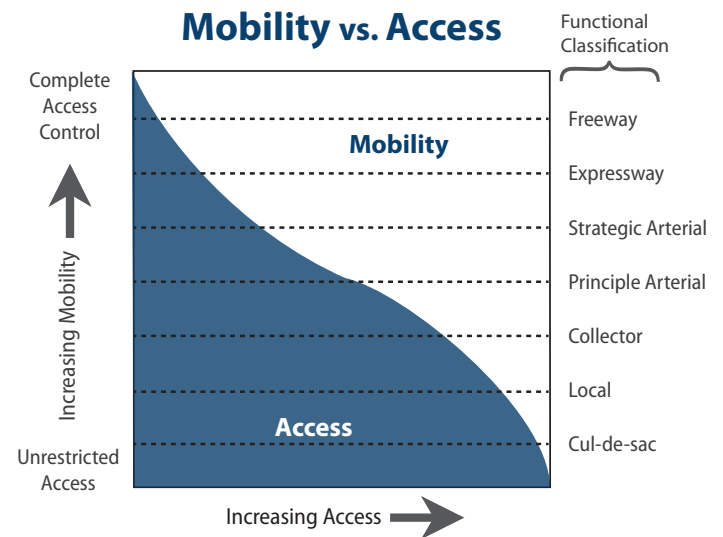 Mobility vs. Access
Functional
Classification
Complete
Access
Control
Freeway
Mobility
Expressway
Strategic Arterial
Increasing Mobility
Principle Arterial
Collector
Local
Access
Cul-de-sac
Unrestricted
Access
Increasing Access